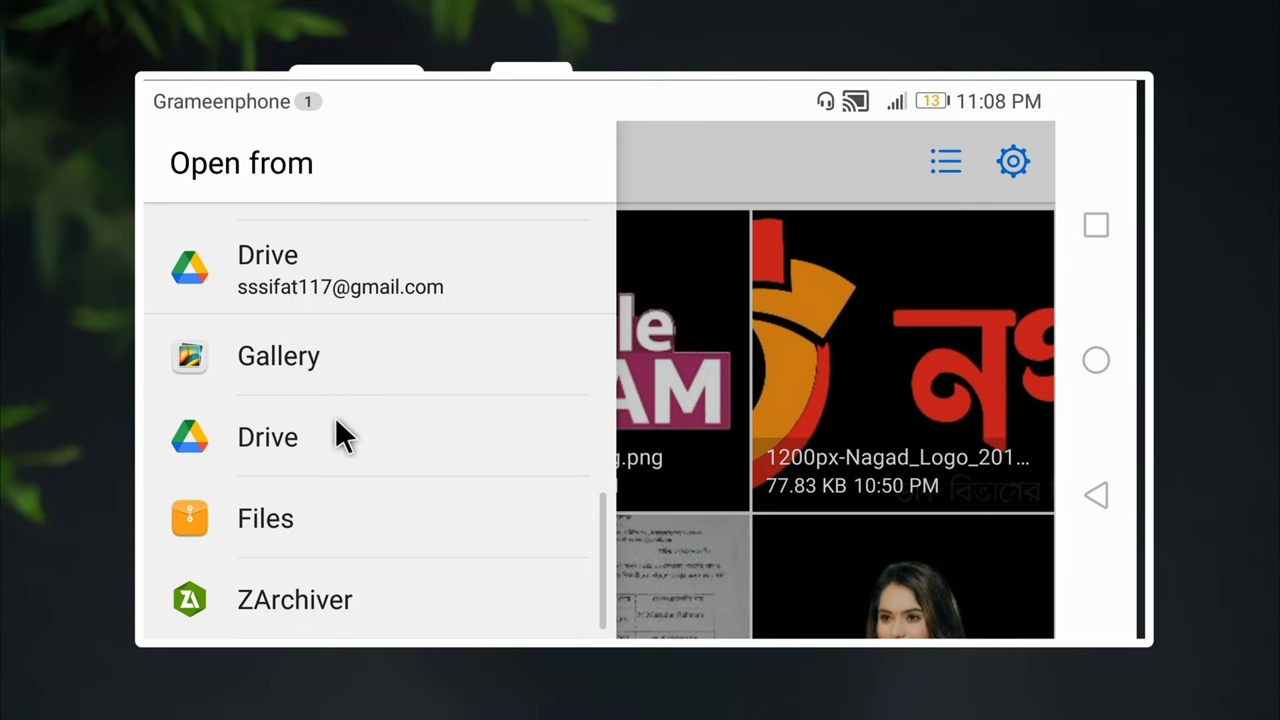 Grameenphone 1
13 11:08 PM
Open from
Drive
sssifat117@gmail.com
Gallery
Drive
Files
ZArchiver
le
AM
g.png
নগ
1200px-Nagad_Logo_201...
77.83 KB 10:50 PM
ডাক বিভাগের